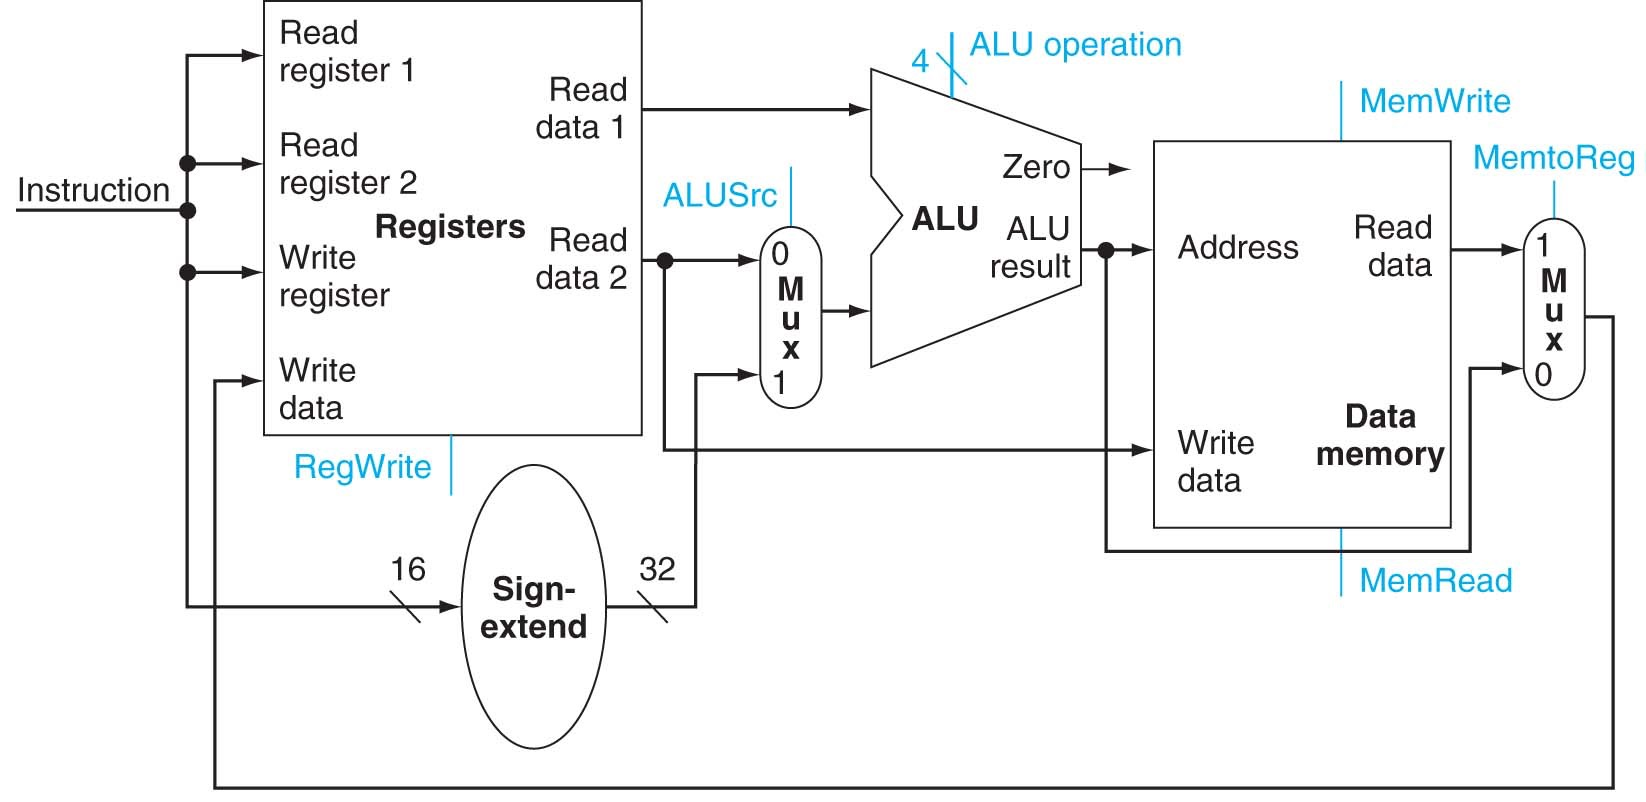 Read
register 1
Read
register 2
Write
register
Write
data
Registers
Read
data 1
Read
data 2
Instruction
RegWrite
16
Sign-
extend
32
ALUSrc
0
M
u
x
1
4
ALU operation
Zero
ALU
ALU
result
MemWrite
Address
Read
data
Write
data
Data
memory
MemRead
MemtoReg
1
M
u
x
0